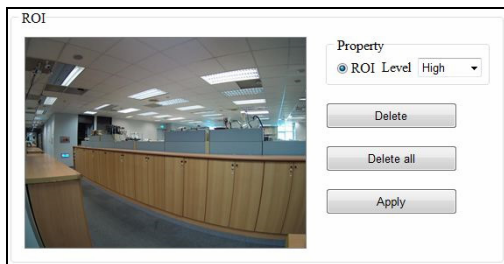 ROI
Property
ROI Level High
Delete
Delete all
Apply